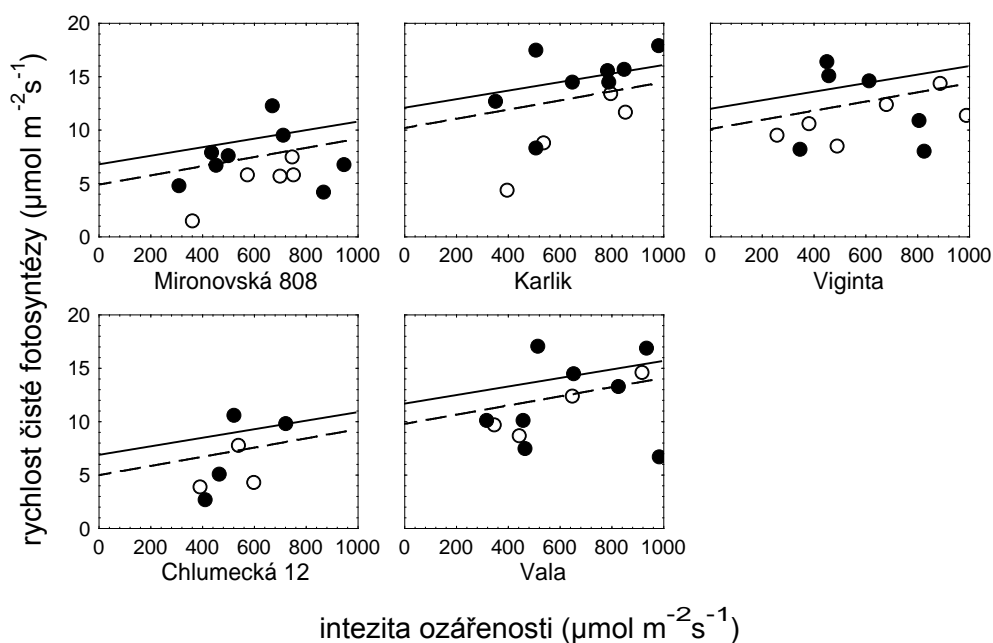 rychlost čisté fotosyntézy (µmol m⁻²s⁻¹)
20
15
10
5
0
0 200 400 600 800 1000
Mironovská 808
0 200 400 600 800 1000
Karlik
0 200 400 600 800 1000
Viginta
20
15
10
5
0
0 200 400 600 800 1000
Chlumecká 12
0 200 400 600 800 1000
Vala
intezita ozářenosti (µmol m⁻²s⁻¹)